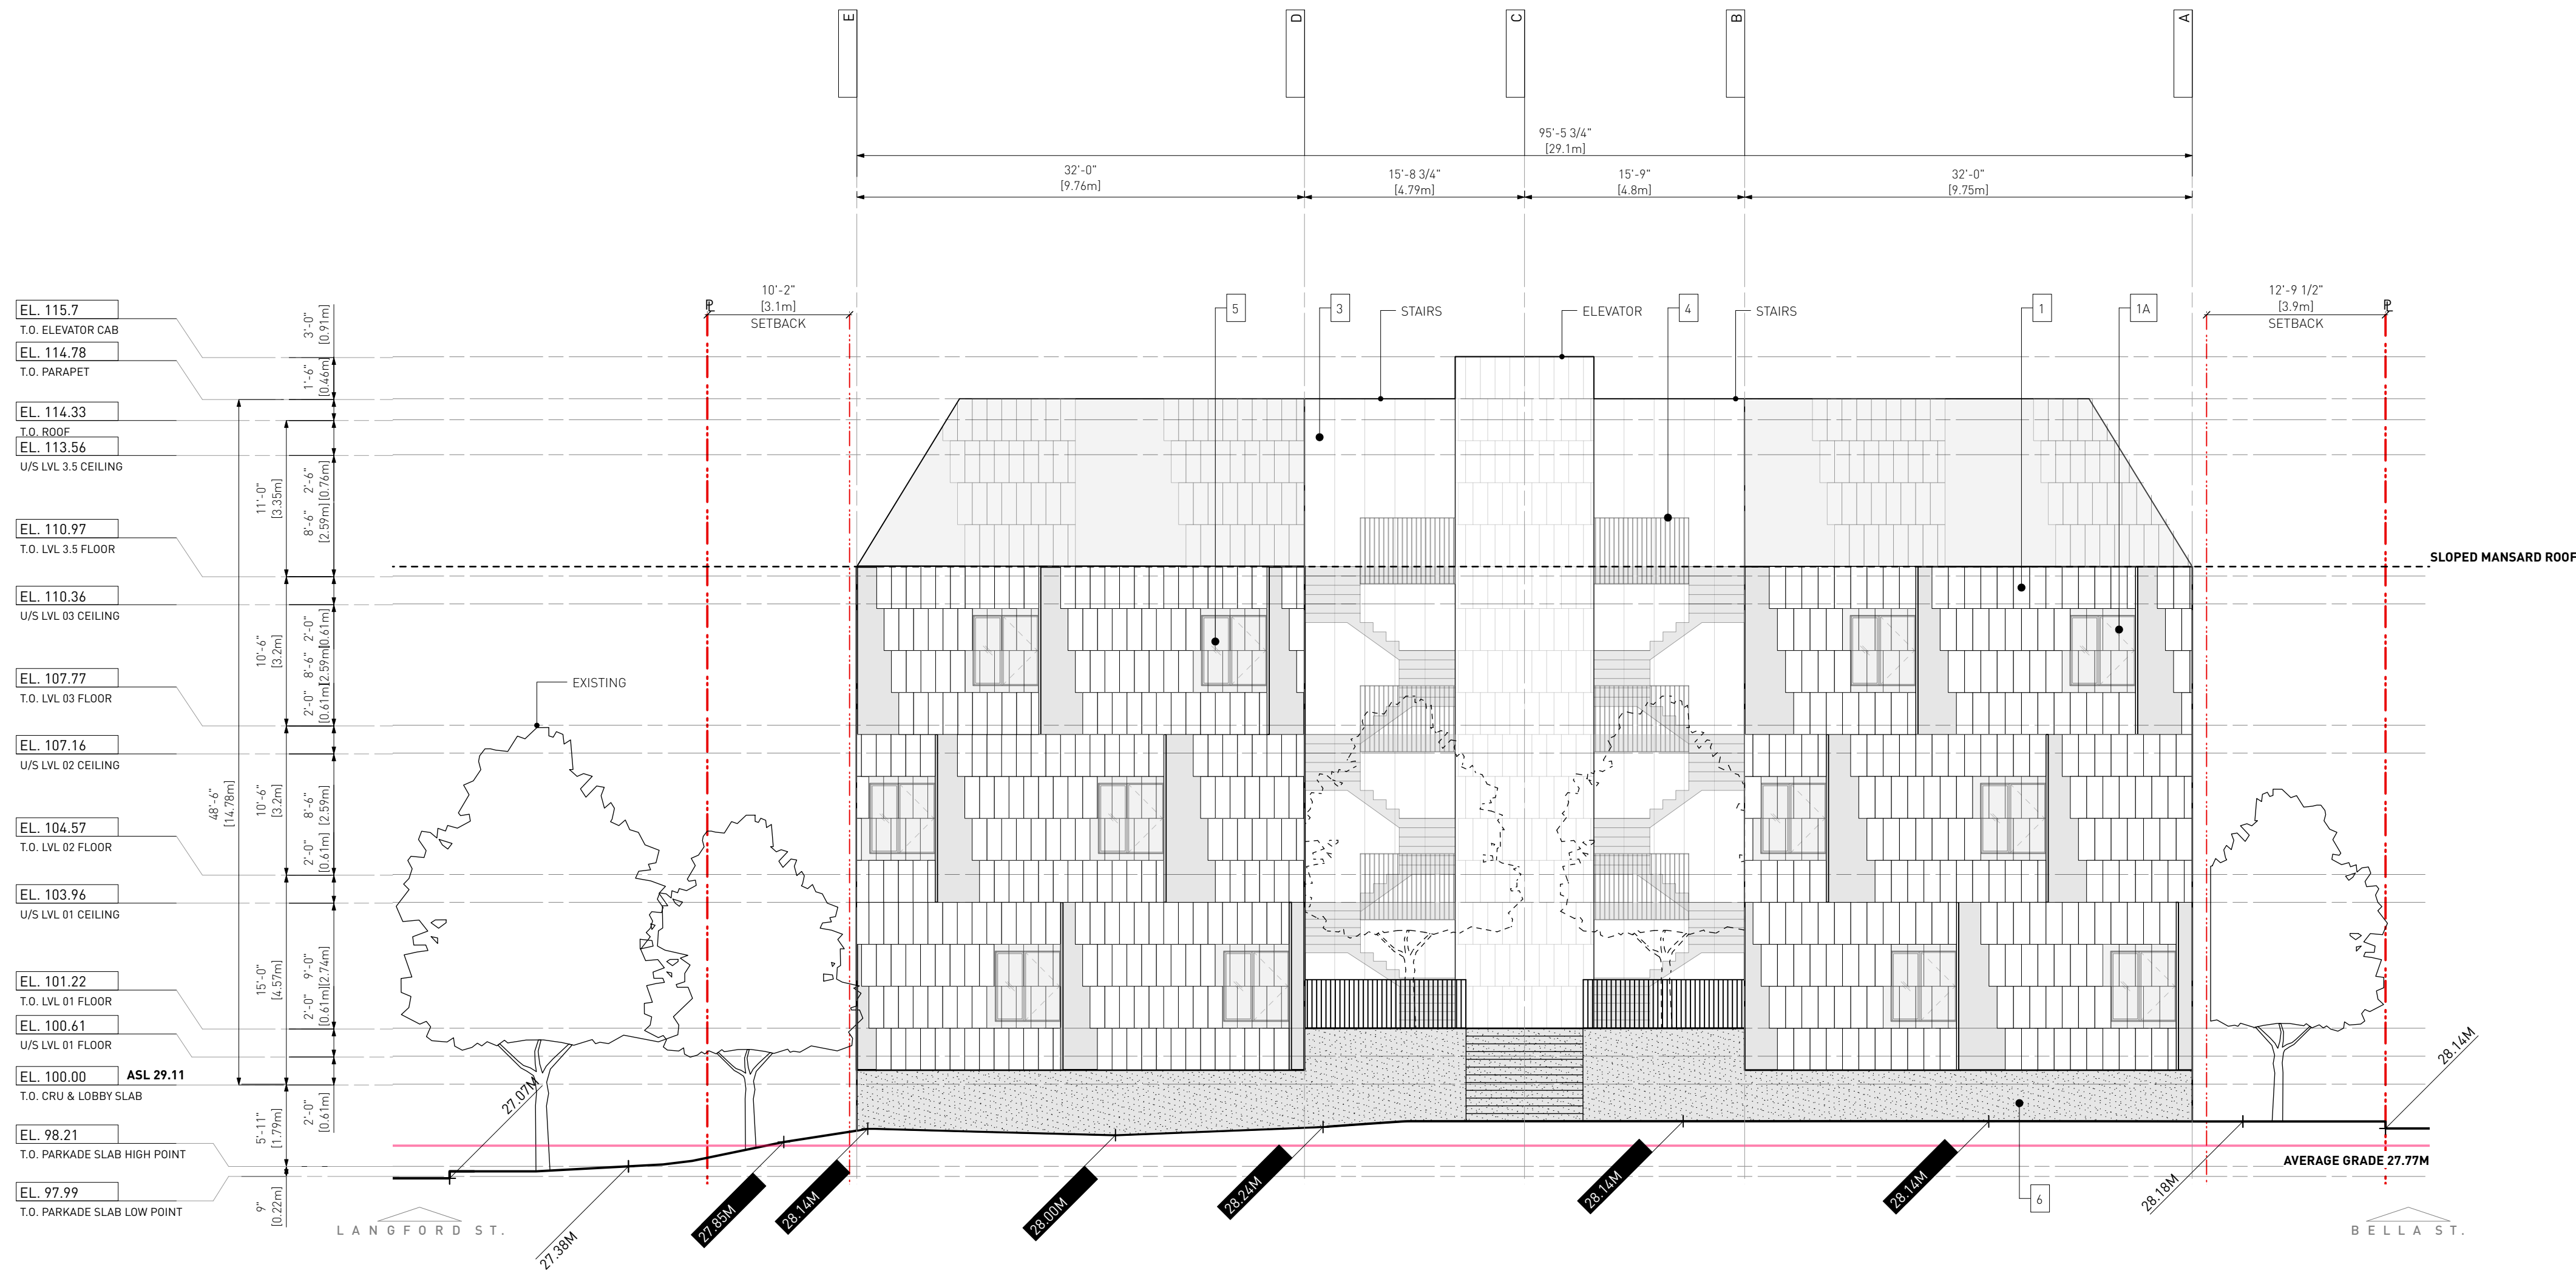 E
D
C
B
A
95'-5 3/4"
[29.1m]
32'-0"
[9.76m]
15'-8 3/4"
[4.79m]
15'-9"
[4.8m]
32'-0"
[9.75m]
10'-2"
[3.1m]
SETBACK
12'-9 1/2"
[3.9m]
SETBACK
PL
PL
5
3
STAIRS
ELEVATOR
4
STAIRS
1
1A
EL. 115.7
T.O. ELEVATOR CAB
EL. 114.78
T.O. PARAPET
EL. 114.33
T.O. ROOF
EL. 113.56
U/S LVL 3.5 CEILING
EL. 110.97
T.O. LVL 3.5 FLOOR
EL. 110.36
U/S LVL 03 CEILING
EL. 107.77
T.O. LVL 03 FLOOR
EL. 107.16
U/S LVL 02 CEILING
EL. 104.57
T.O. LVL 02 FLOOR
EL. 103.96
U/S LVL 01 CEILING
EL. 101.22
T.O. LVL 01 FLOOR
EL. 100.61
U/S LVL 01 FLOOR
EL. 100.00 ASL 29.11
T.O. CRU & LOBBY SLAB
EL. 98.21
T.O. PARKADE SLAB HIGH POINT
EL. 97.99
T.O. PARKADE SLAB LOW POINT
48'-6"
[14.78m]
11'-0"
[3.35m]
10'-6"
[3.2m]
10'-6"
[3.2m]
15'-0"
[4.57m]
5'-11"
[1.79m]
9"
[0.22m]
3'-0"
[0.91m]
1'-6"
[0.46m]
2'-6"
[0.76m]
8'-6"
[2.59m]
2'-0"
[0.61m]
8'-6"
[2.59m]
2'-0"
[0.61m]
8'-6"
[2.59m]
2'-0"
[0.61m]
9'-0"
[2.74m]
2'-0"
[0.61m]
2'-0"
[0.61m]
EXISTING
SLOPED MANSARD ROOF
AVERAGE GRADE 27.77M
27.07M
27.38M
27.85M
28.14M
28.00M
28.24M
28.14M
28.14M
28.18M
28.14M
6
LANGFORD ST.
BELLA ST.